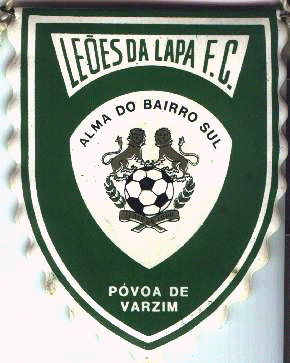 LEÕES DA LAPA F.C.
ALMA DO BAIRRO SUL
PÓVOA DE
VARZIM